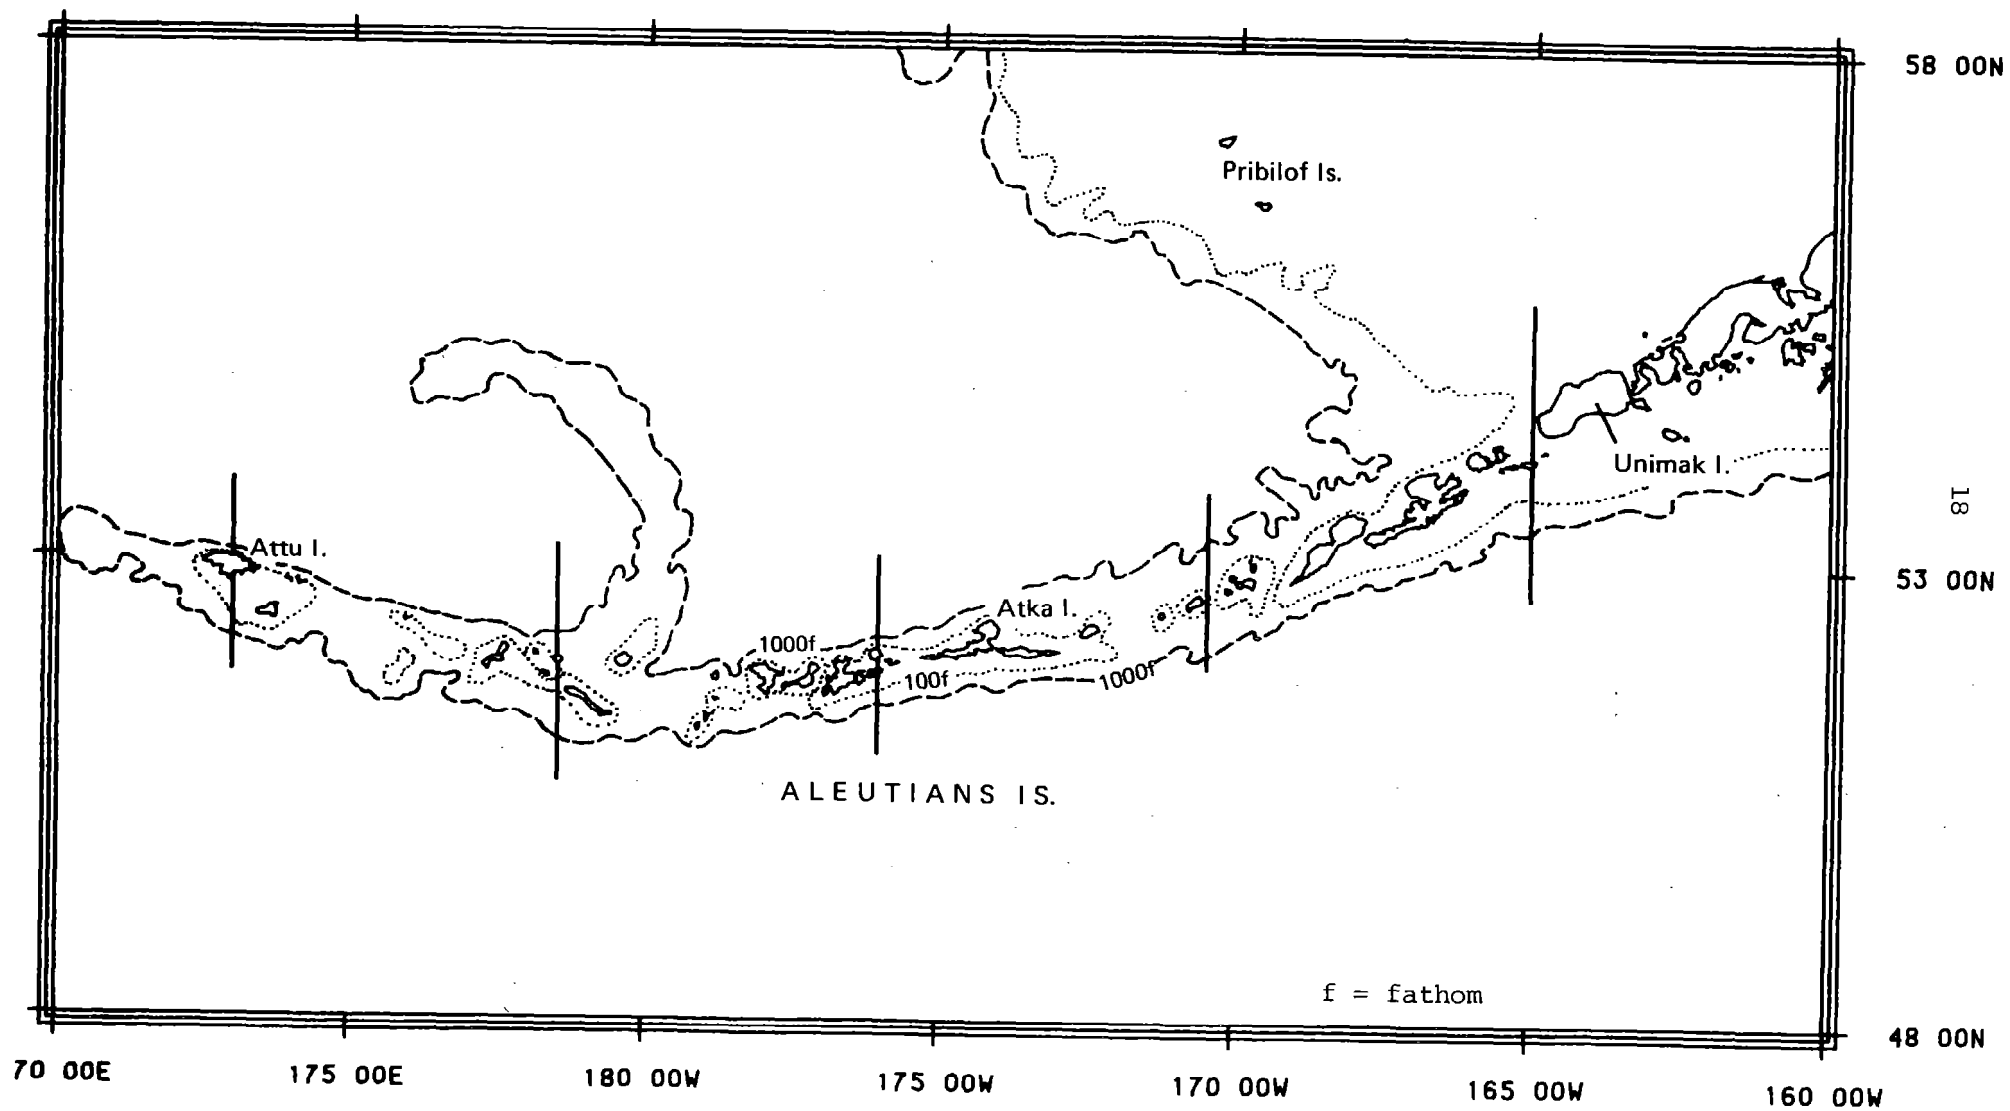 58 00N
Pribilof Is.
Unimak I.
18
Attu I.
53 00N
Atka I.
1000f
100f
1000f
ALEUTIANS IS.
f = fathom
48 00N
70 00E 175 00E 180 00W 175 00W 170 00W 165 00W 160 00W